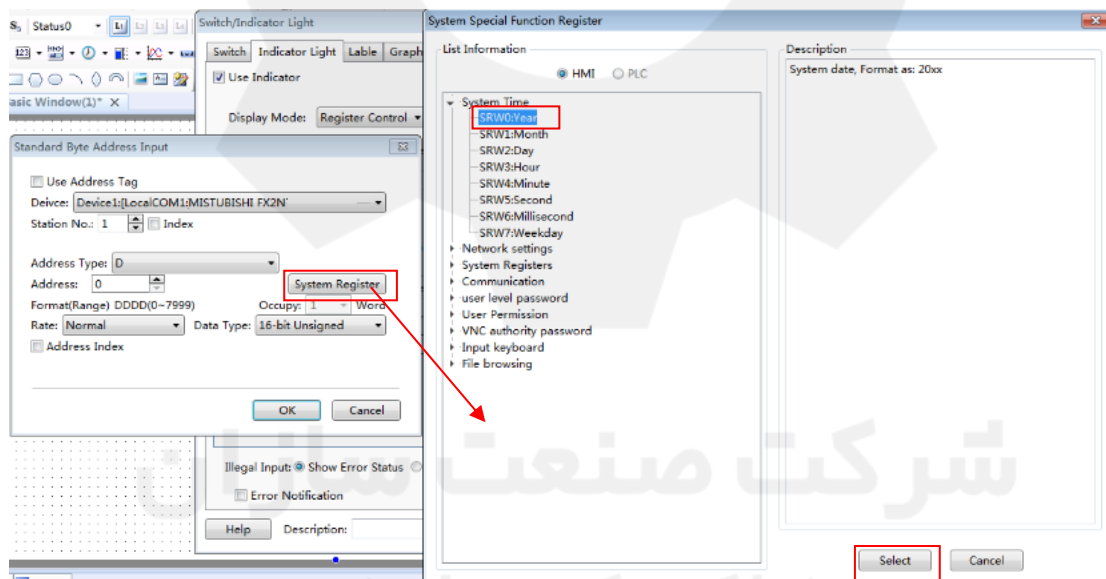 Status0
Switch/Indicator Light
Switch Indicator Light Lable Graph
Use Indicator
Display Mode: Register Control
asic Window(1)* X
Standard Byte Address Input
Use Address Tag
Deivce: Device1:[LocalCOM1:MISTUBISHI FX2N
Station No.: 1 Index
Address Type: D
Address: 0 System Register
Format(Range) DDDD(0~7999) Occupy: 1 Word
Rate: Normal Data Type: 16-bit Unsigned
Address Index
OK Cancel
Illegal Input: Show Error Status
Error Notification
Help Description:
System Special Function Register
List Information
HMI PLC
System Time
SRW0:Year
SRW1:Month
SRW2:Day
SRW3:Hour
SRW4:Minute
SRW5:Second
SRW6:Millisecond
SRW7:Weekday
Network settings
System Registers
Communication
user level password
User Permission
VNC authority password
Input keyboard
File browsing
Description
System date, Format as: 20xx
Select Cancel
شرکت صنعت سازان